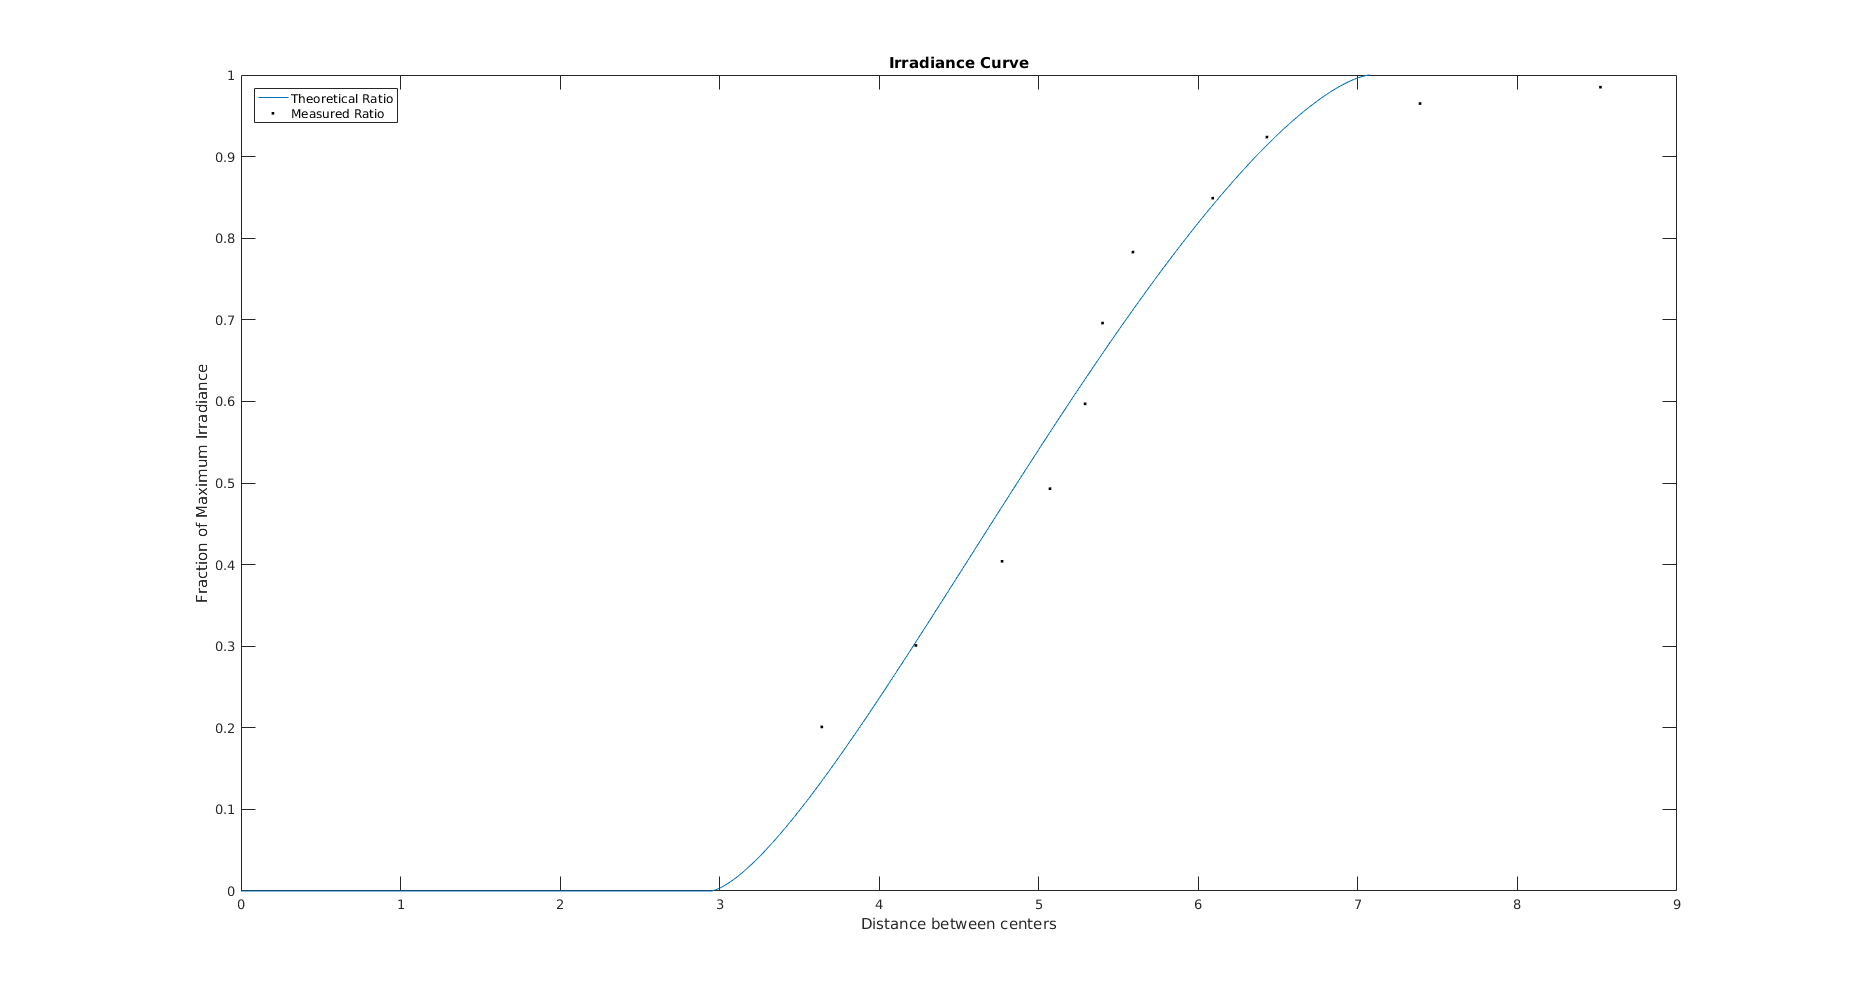 Irradiance Curve
Theoretical Ratio
Measured Ratio
Fraction of Maximum Irradiance
1
0.9
0.8
0.7
0.6
0.5
0.4
0.3
0.2
0.1
0
0 1 2 3 4 5 6 7 8 9
Distance between centers